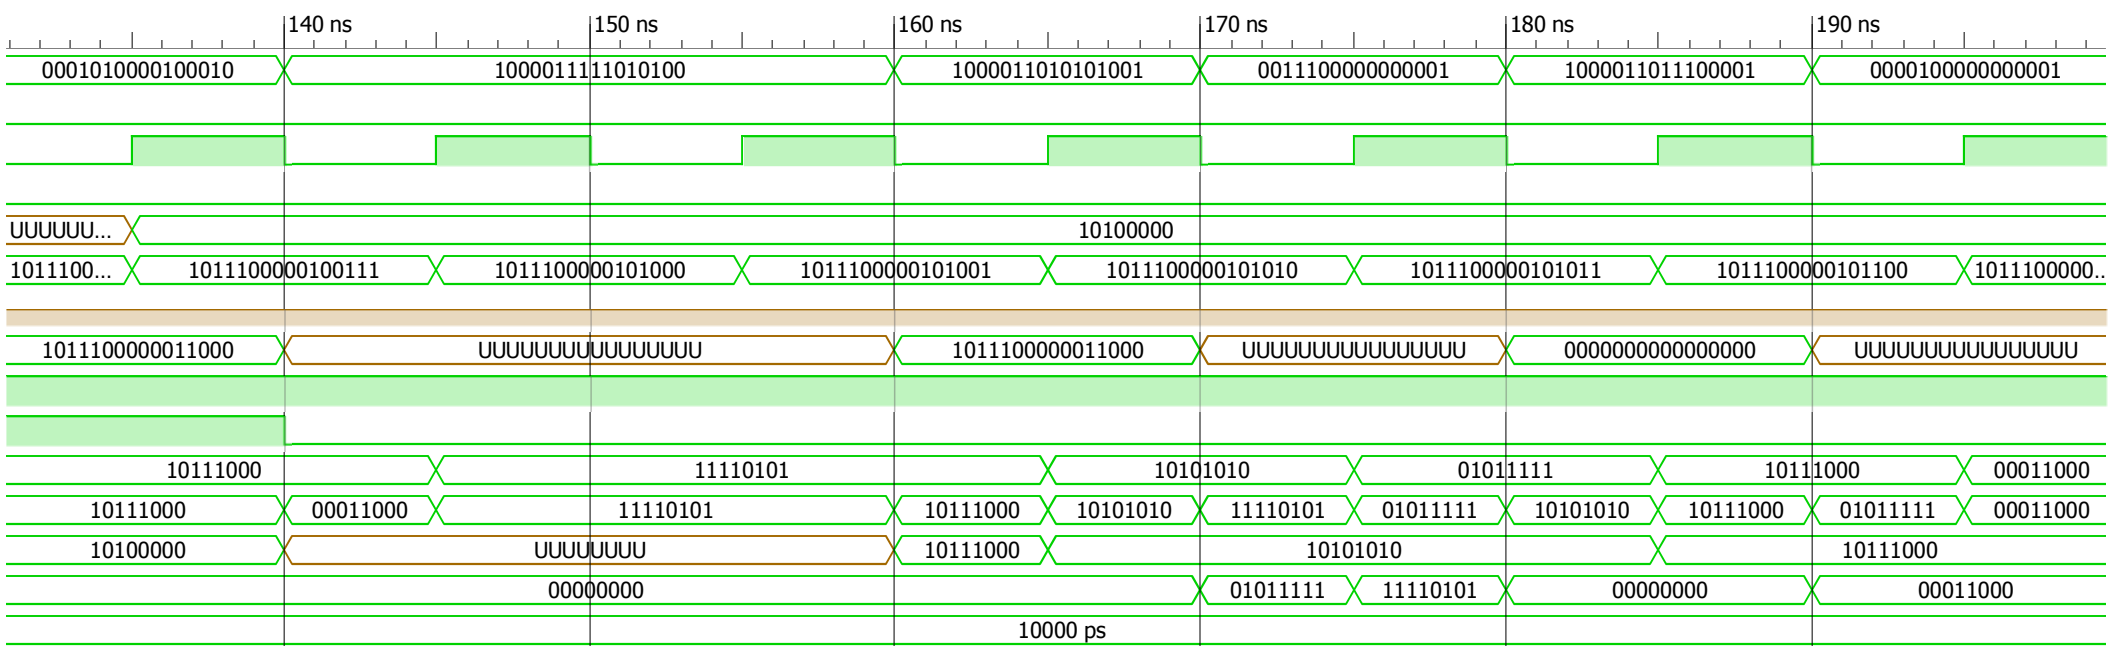 140 ns 150 ns 160 ns 170 ns 180 ns 190 ns
0001010000100010 1000011111010100 1000011010101001 0011100000000001 1000011011100001 0000100000000001
UUUUUU... 10100000
1011100... 1011100000100111 1011100000101000 1011100000101001 1011100000101010 1011100000101011 1011100000101100 1011100000..
1011100000011000 UUUUUUUUUUUUUUUU 1011100000011000 UUUUUUUUUUUUUUUU 0000000000000000 UUUUUUUUUUUUUUUU
10111000 11110101 10101010 01011111 10111000 00011000
10111000 00011000 11110101 10111000 10101010 11110101 01011111 10101010 10111000 01011111 00011000
10100000 UUUUUUUU 10111000 10101010 10111000
00000000 01011111 11110101 00000000 00011000
10000 ps